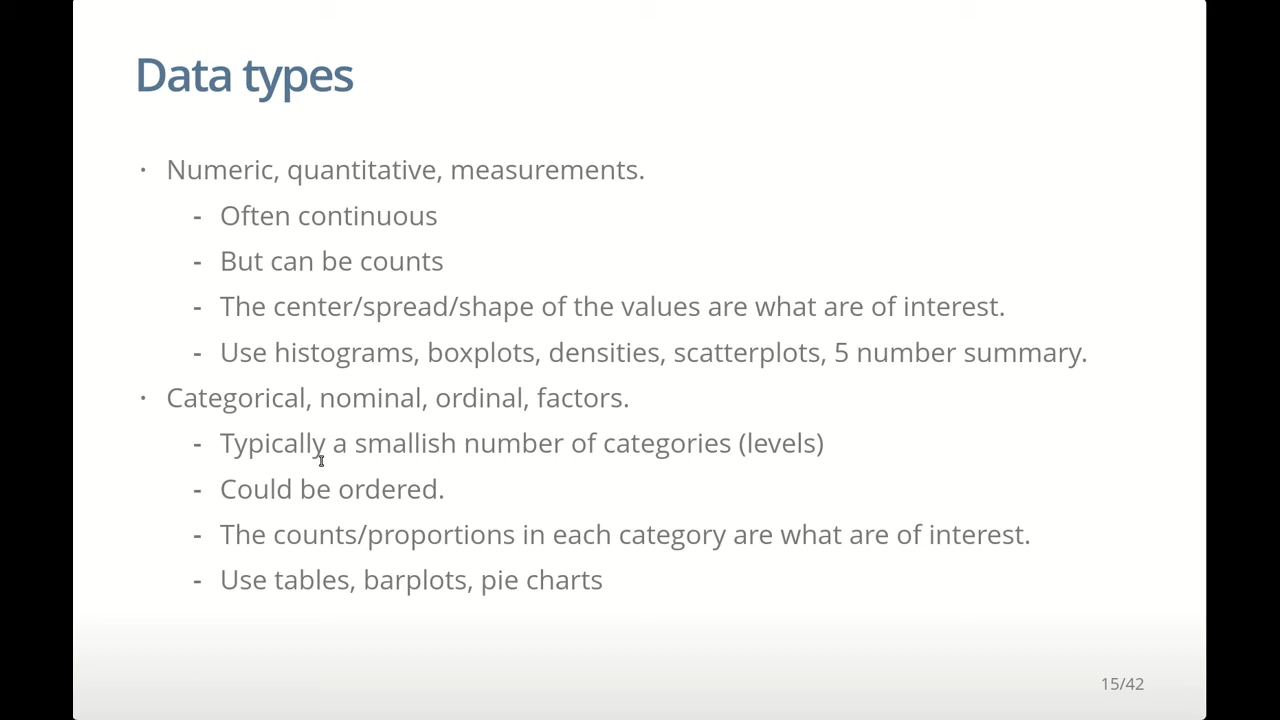 Data types
· Numeric, quantitative, measurements.
- Often continuous
- But can be counts
- The center/spread/shape of the values are what are of interest.
- Use histograms, boxplots, densities, scatterplots, 5 number summary.
· Categorical, nominal, ordinal, factors.
- Typically a smallish number of categories (levels)
- Could be ordered.
- The counts/proportions in each category are what are of interest.
- Use tables, barplots, pie charts
15/42